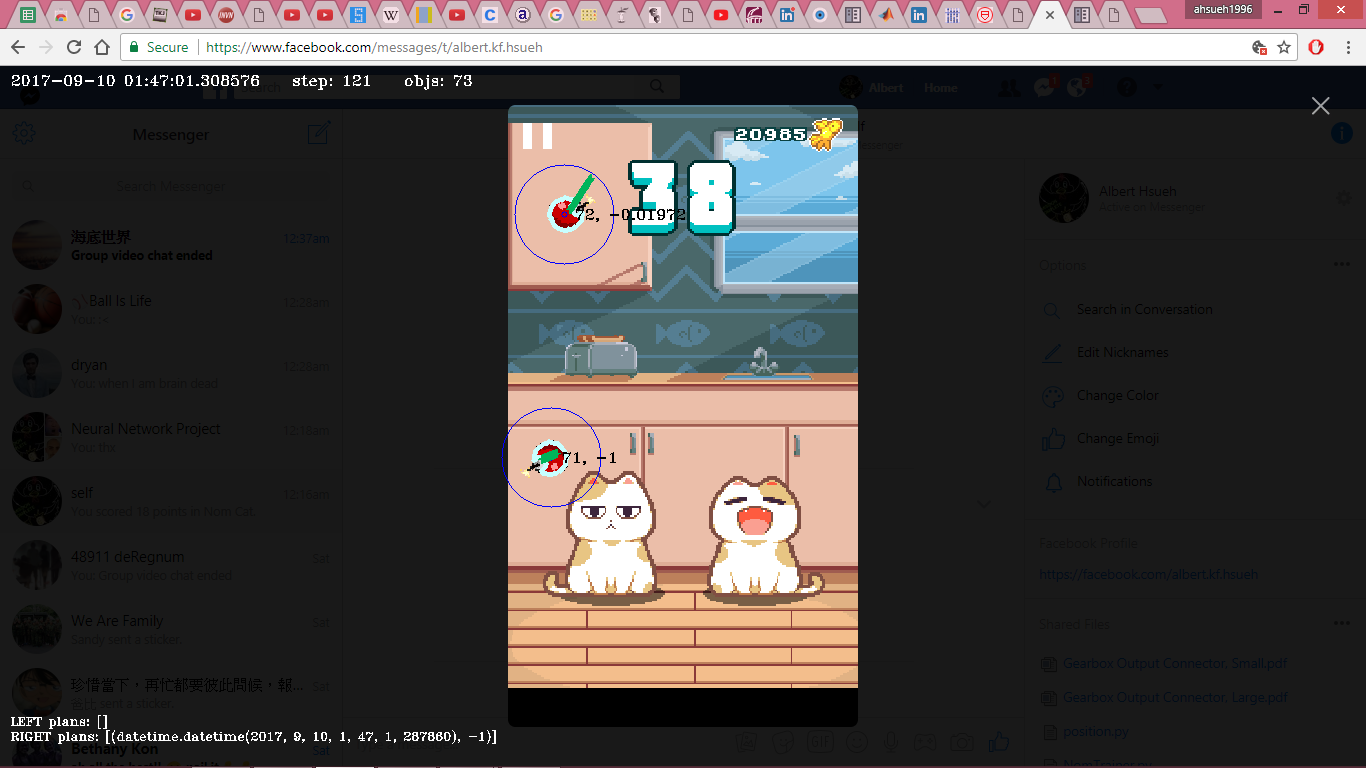 ahsueh1996
Secure
https://www.facebook.com/messages/t/albert.kf.hsueh
2017-09-10 01:47:01.308576 step: 121 objs: 73
Albert
Home
Messenger
Search Messenger
海底世界
12:37am
Group video chat ended
Ball Is Life
12:28am
dryan
12:28am
You: when i am brain dead
Neural Network Project
12:18am
You: thx
self
12:16am
You scored 18 points in Nom Cat.
48911 deRegnum
Sat
You: Group video chat ended
We Are Family
Sat
Sandy sent a sticker.
珍惜當下，再忙都要彼此問候，報...
Sat
sent a sticker.
Bethany Kon
Sat
20985
38
72, -0.01972
71, -1
Albert Hsueh
Active on Messenger
Options
Search in Conversation
Edit Nicknames
Change Color
Change Emoji
Notifications
Facebook Profile
https://facebook.com/albert.kf.hsueh
Shared Files
Gearbox Output Connector, Small.pdf
Gearbox Output Connector, Large.pdf
position.py
NomTrainer.py
LEFT plans: []
RIGHT plans: [(datetime.datetime(2017, 9, 10, 1, 47, 1, 287860), -1)]